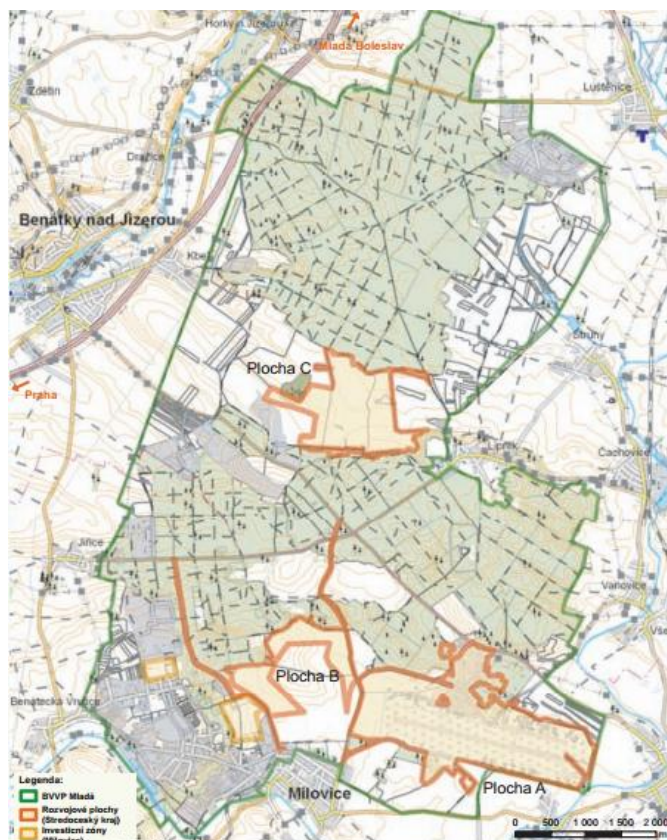 Horky n Jizerou
Mladá Boleslav
Zdětín
Luštěnice
Dražice
Benátky nad Jizerou
Kbel
Struhy
Plocha C
Praha
Lipník
Čachovice
Jiřice
Vanovice
Plocha B
Benátecká Vrutice
Plocha A
Milovice
Legenda:
BVVP Mladá
Rozvojové plochy
(Středočeský kraj)
Investiční zóny
(Milovice)
0 500 1 000 1 500 2 000